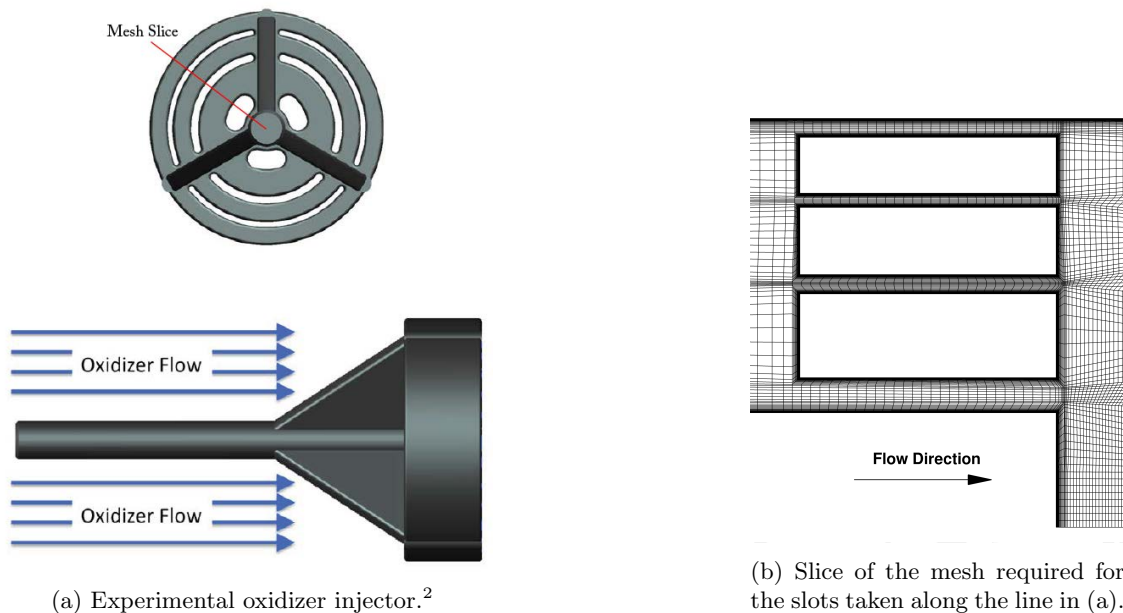 Mesh Slice
Oxidizer Flow
Oxidizer Flow
(a) Experimental oxidizer injector.²
Flow Direction
(b) Slice of the mesh required for
the slots taken along the line in (a).